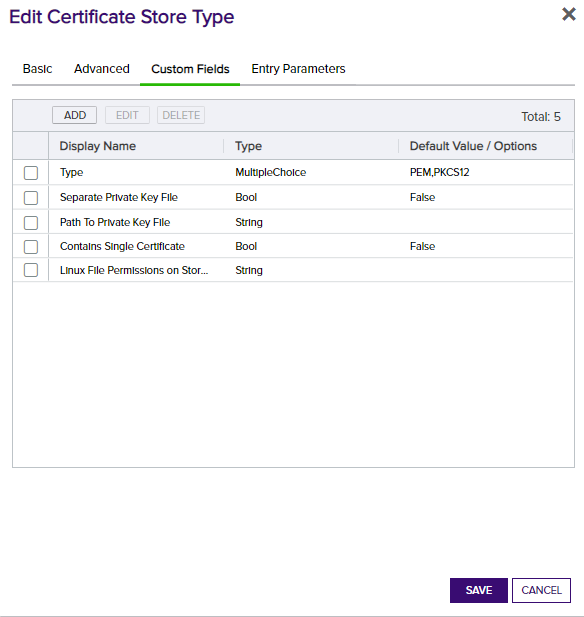 Edit Certificate Store Type
Basic Advanced Custom Fields Entry Parameters
ADD EDIT DELETE Total: 5
Display Name Type Default Value / Options
Type MultipleChoice PEM,PKCS12
Separate Private Key File Bool False
Path To Private Key File String
Contains Single Certificate Bool False
Linux File Permissions on Stor... String
SAVE CANCEL